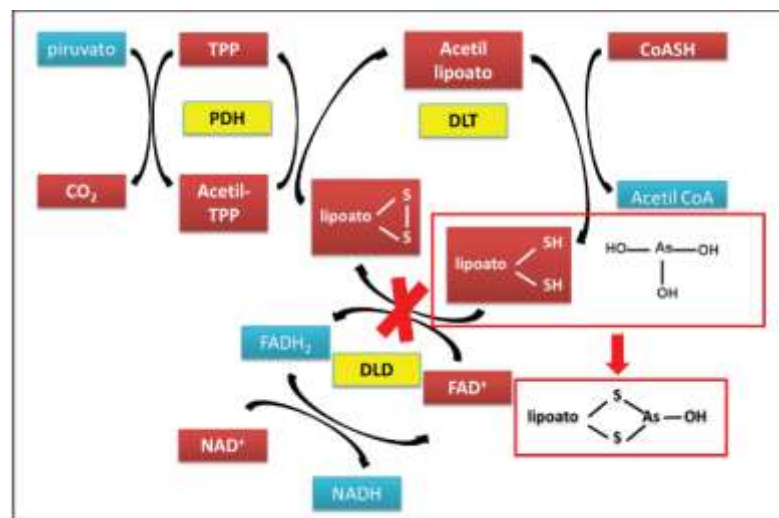 piruvato
TPP
Acetil
lipoato
CoASH
PDH
DLT
CO₂
Acetil-
TPP
lipoato
S
S
Acetil CoA
lipoato
SH
SH
HO
As
OH
OH
FADH₂
DLD
FAD⁺
lipoato
S
S
As
OH
NAD⁺
NADH